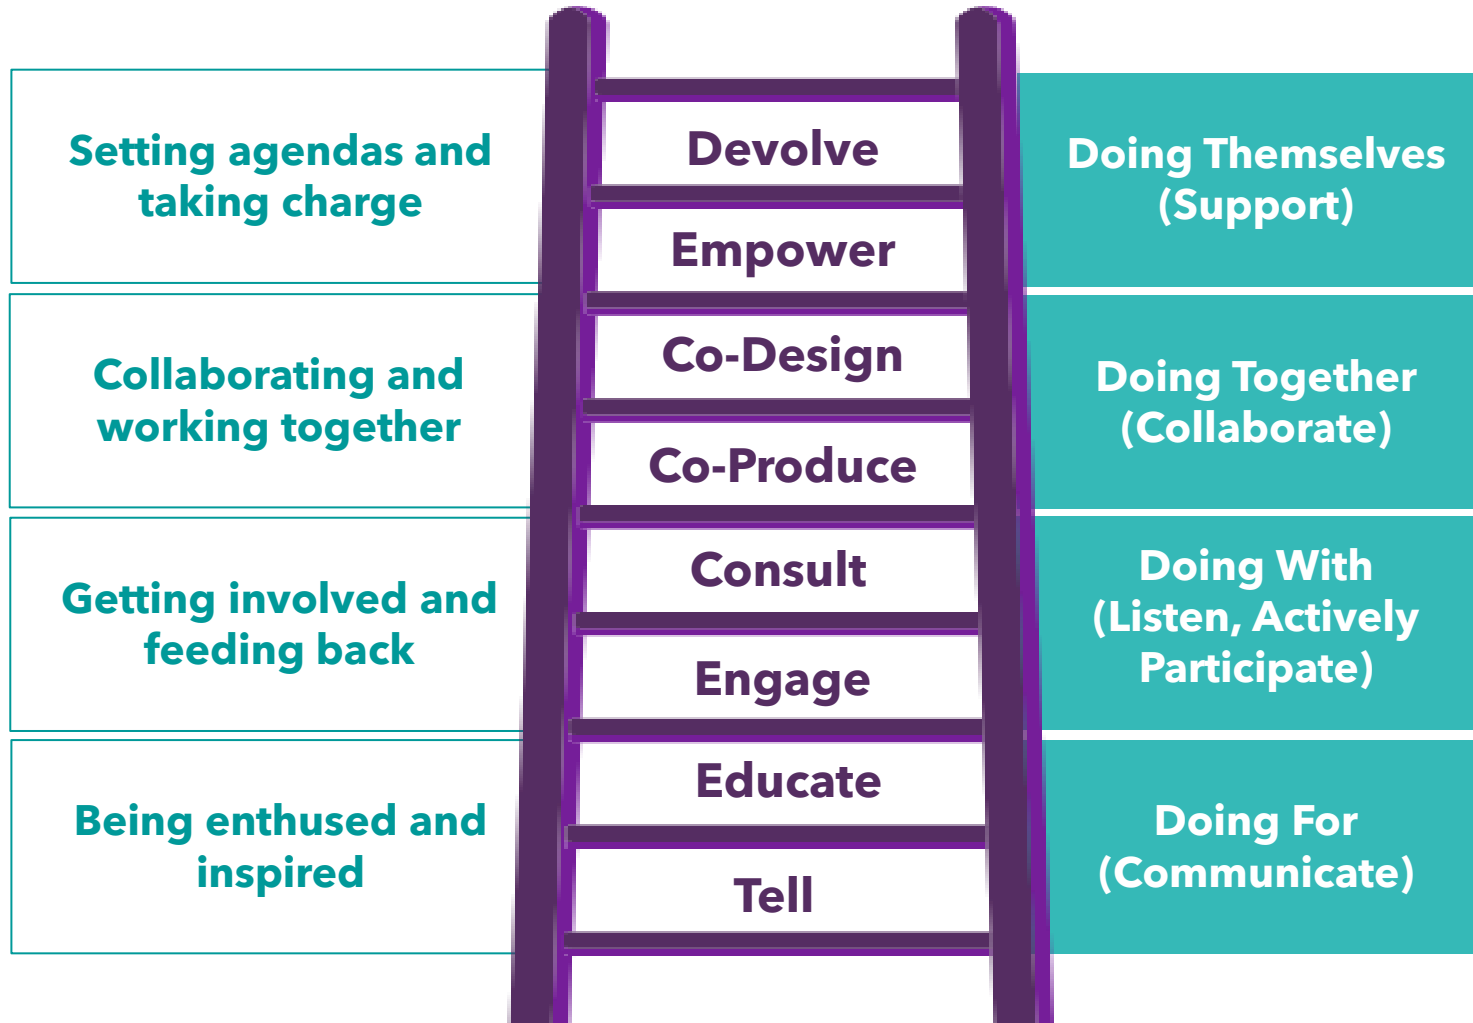 Setting agendas and
taking charge
Devolve
Empower
Doing Themselves
(Support)
Collaborating and
working together
Co-Design
Co-Produce
Doing Together
(Collaborate)
Getting involved and
feeding back
Consult
Engage
Doing With
(Listen, Actively
Participate)
Being enthused and
inspired
Educate
Tell
Doing For
(Communicate)